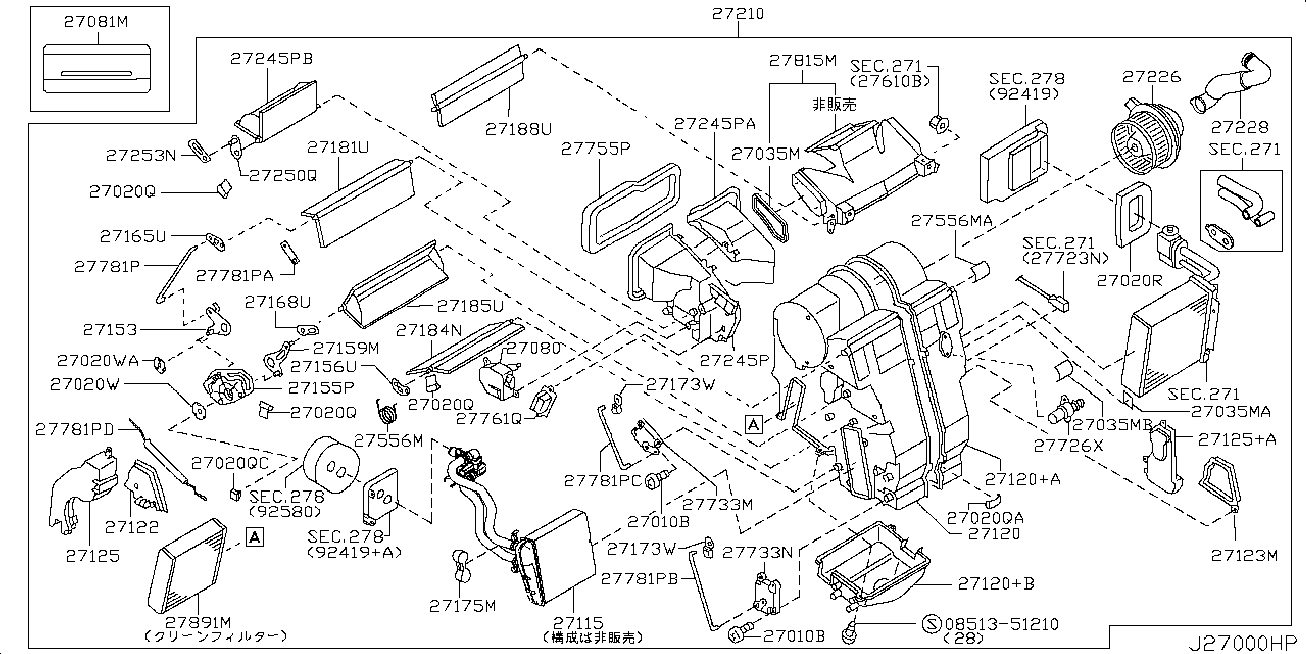 27081M
27210
27245PB
27188U
27815M
非販売
SEC.271
(27610B)
SEC.278
(92419)
27226
27228
SEC.271
27253N
27250Q
27181U
27755P
27245PA
27035M
27020Q
27165U
27781P
27781PA
27556MA
SEC.271
(27723N)
27020R
27168U
27185U
27153
27184N
27159M
27080
27245P
27020WA
27156U
27020W
27155P
27020Q
27020Q
27761Q
27173W
SEC.271
27035MA
27035MB
27726X
27125+A
27781PD
27556M
A
27020QC
SEC.278
(92580)
27781PC
27733M
27120+A
27010B
27020QA
27120
27122
27125
A
SEC.278
(92419+A)
27173W
27733N
27123M
27781PB
27120+B
27175M
27891M
(クリーンフィルター)
27115
(構成は非販売)
27010B
S 08513-51210
(28)
J27000HP